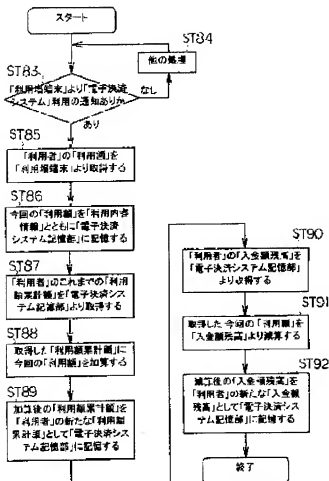 スタート
ST84
他の処理
ST83
「利用者端末」より「電子決済
システム」利用の通知ありか
なし
あり
ST85
「利用者」の「利用額」を
「利用者端末」より取得する
ST86
今回の「利用額」を「利用内容
情報」とともに「電子決済
システム記憶部」に記憶する
ST87
「利用者」のこれまでの「利用
額累計額」を「電子決済シス
テム記憶部」より取得する
ST88
取得した「利用額累計額」に
今回の「利用額」を加算する
ST89
加算後の「利用額累計額」を
「利用者」の新たな「利用額
累計額」として「電子決済シス
テム記憶部」に記憶する
ST90
「利用者」の「入金額残高」を
「電子決済システム記憶部」
より取得する
ST91
取得した今回の「利用額」を
「入金額残高」より減算する
ST92
減算後の「入金額残高」を
「利用者」の新たな「入金額
残高」として「電子決済シス
テム記憶部」に記憶する
終了